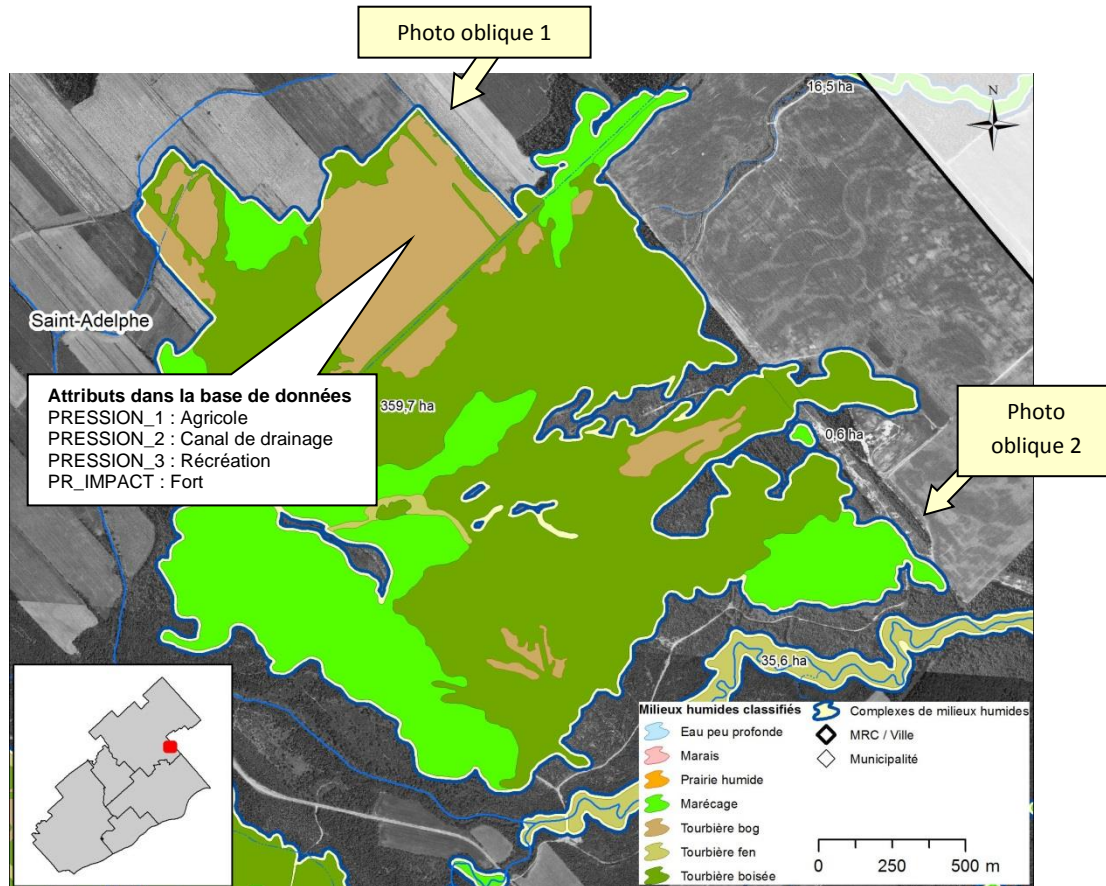 Photo oblique 1
16,5 ha
N
Saint-Adelphe
Attributs dans la base de données
PRESSION_1 : Agricole
PRESSION_2 : Canal de drainage
PRESSION_3 : Récréation
PR_IMPACT : Fort
359,7 ha
Photo
oblique 2
0,6 ha
35,6 ha
Milieux humides classifiés
Eau peu profonde
Marais
Prairie humide
Marécage
Tourbière bog
Tourbière fen
Tourbière boisée
Complexes de milieux humides
MRC / Ville
Municipalité
0 250 500 m